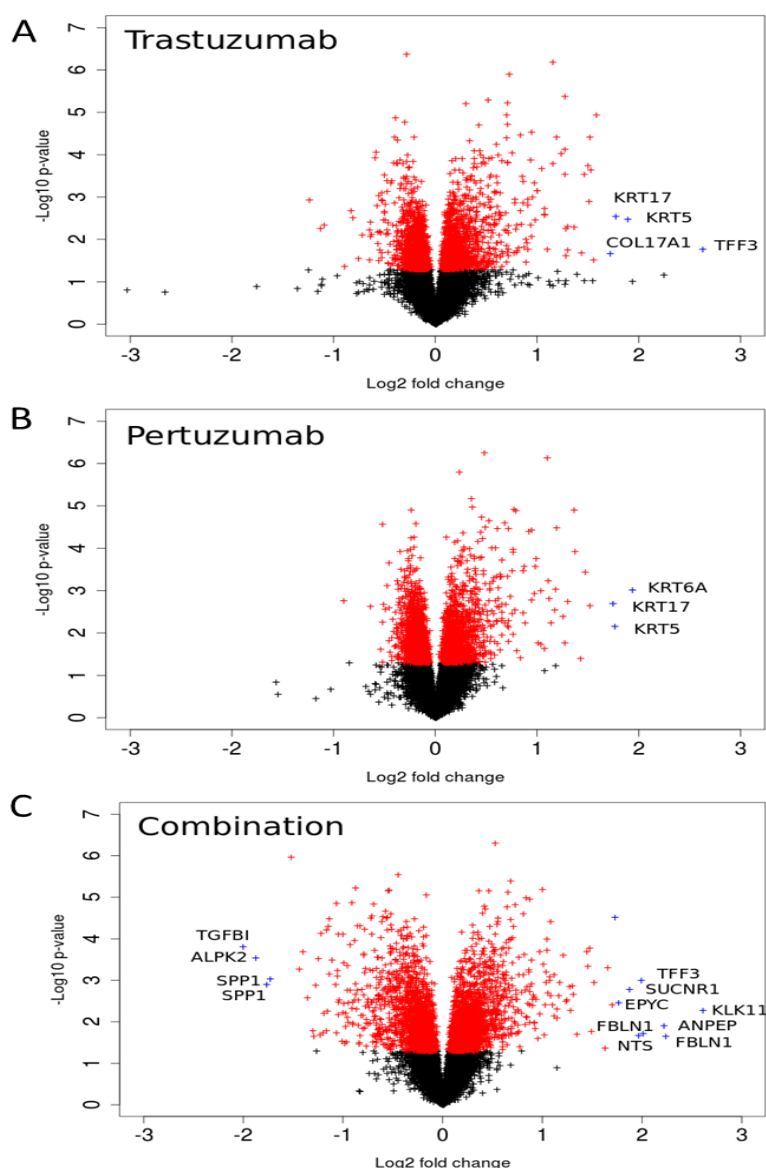 A
Trastuzumab
7
6
5
4
3
2
1
0
-Log10 p-value
KRT17
KRT5
COL17A1
TFF3
-3
-2
-1
0
1
2
3
Log2 fold change
B
Pertuzumab
7
6
5
4
3
2
1
0
-Log10 p-value
KRT6A
KRT17
KRT5
-3
-2
-1
0
1
2
3
Log2 fold change
C
Combination
7
6
5
4
3
2
1
0
-Log10 p-value
TGFBI
ALPK2
SPP1
SPP1
TFF3
SUCNR1
EPYC
KLK11
FBLN1
ANPEP
NTS
FBLN1
-3
-2
-1
0
1
2
3
Log2 fold change